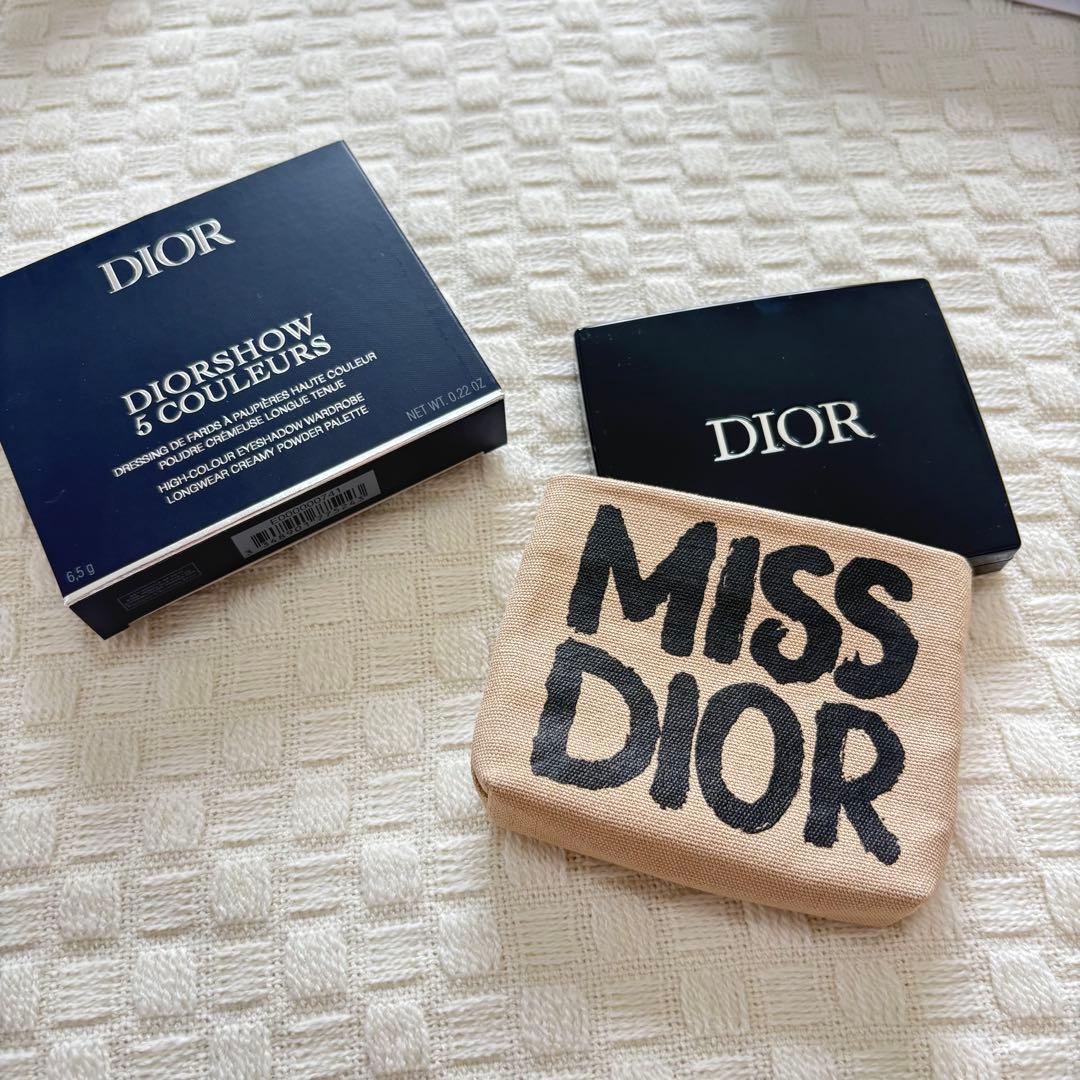 DIOR
DIORSHOW
5 COULEURS
DRESSING DE FARDS À PAUPIÈRES HAUTE COULEUR
POUDRE CRÉMEUSE LONGUE TENUE
HIGH-COLOUR EYESHADOW WARDROBE
LONGWEAR CREAMY POWDER PALETTE
NET WT. 0.22 OZ
6,5 g
DIOR
MISS
DIOR